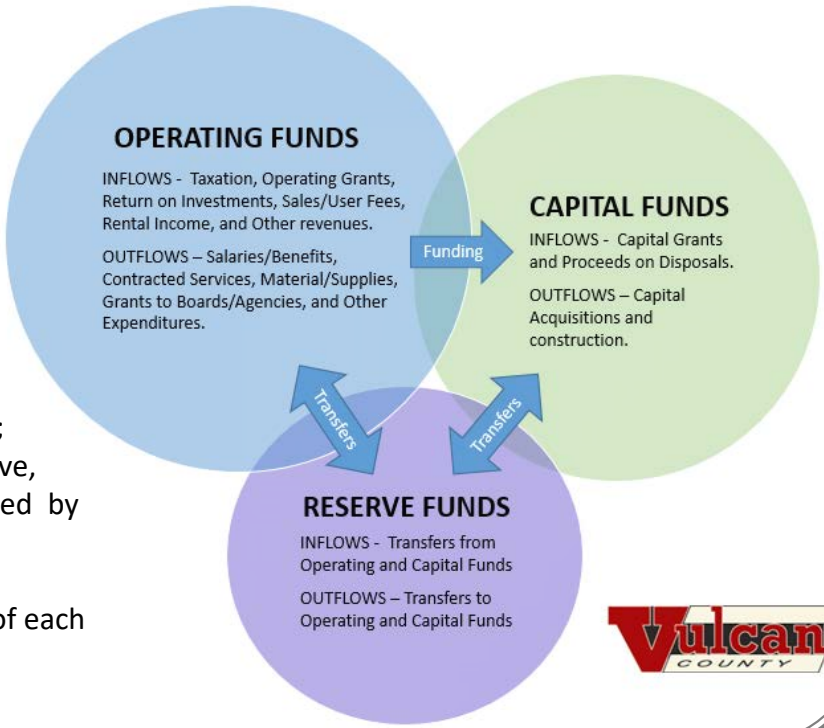 OPERATING FUNDS
INFLOWS - Taxation, Operating Grants,
Return on Investments, Sales/User Fees,
Rental Income, and Other revenues.
OUTFLOWS – Salaries/Benefits,
Contracted Services, Material/Supplies,
Grants to Boards/Agencies, and Other
Expenditures.
Funding
CAPITAL FUNDS
INFLOWS - Capital Grants
and Proceeds on Disposals.
OUTFLOWS – Capital
Acquisitions and
construction.
Transfers
Transfers
ed by
of each
RESERVE FUNDS
INFLOWS - Transfers from
Operating and Capital Funds
OUTFLOWS – Transfers to
Operating and Capital Funds
Vulcan
COUNTY